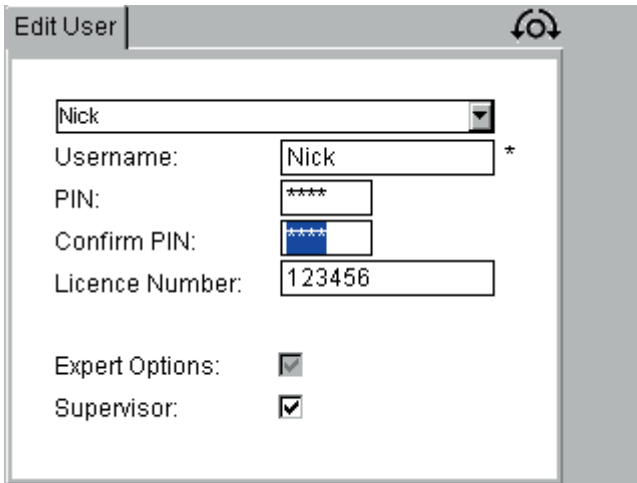 Edit User
Nick
Username: Nick *
PIN: ****
Confirm PIN: ****
Licence Number: 123456
Expert Options:
Supervisor: